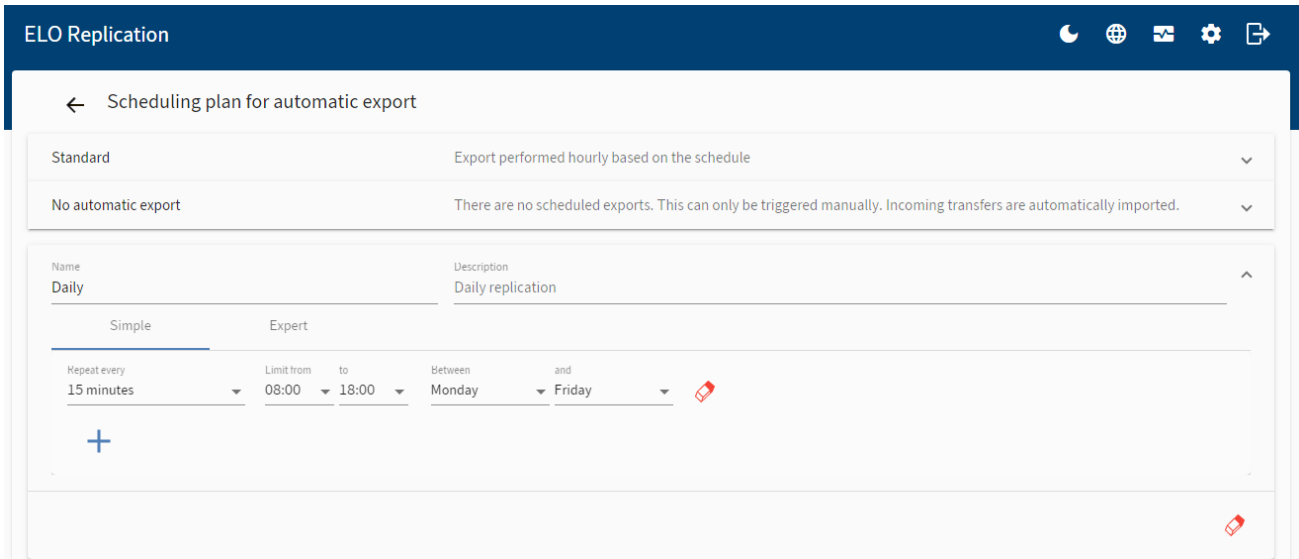 ELO Replication
Scheduling plan for automatic export
Standard Export performed hourly based on the schedule
No automatic export There are no scheduled exports. This can only be triggered manually. Incoming transfers are automatically imported.
Name Description
Daily Daily replication
Simple Expert
Repeat every Limit from to Between and
15 minutes 08:00 18:00 Monday Friday